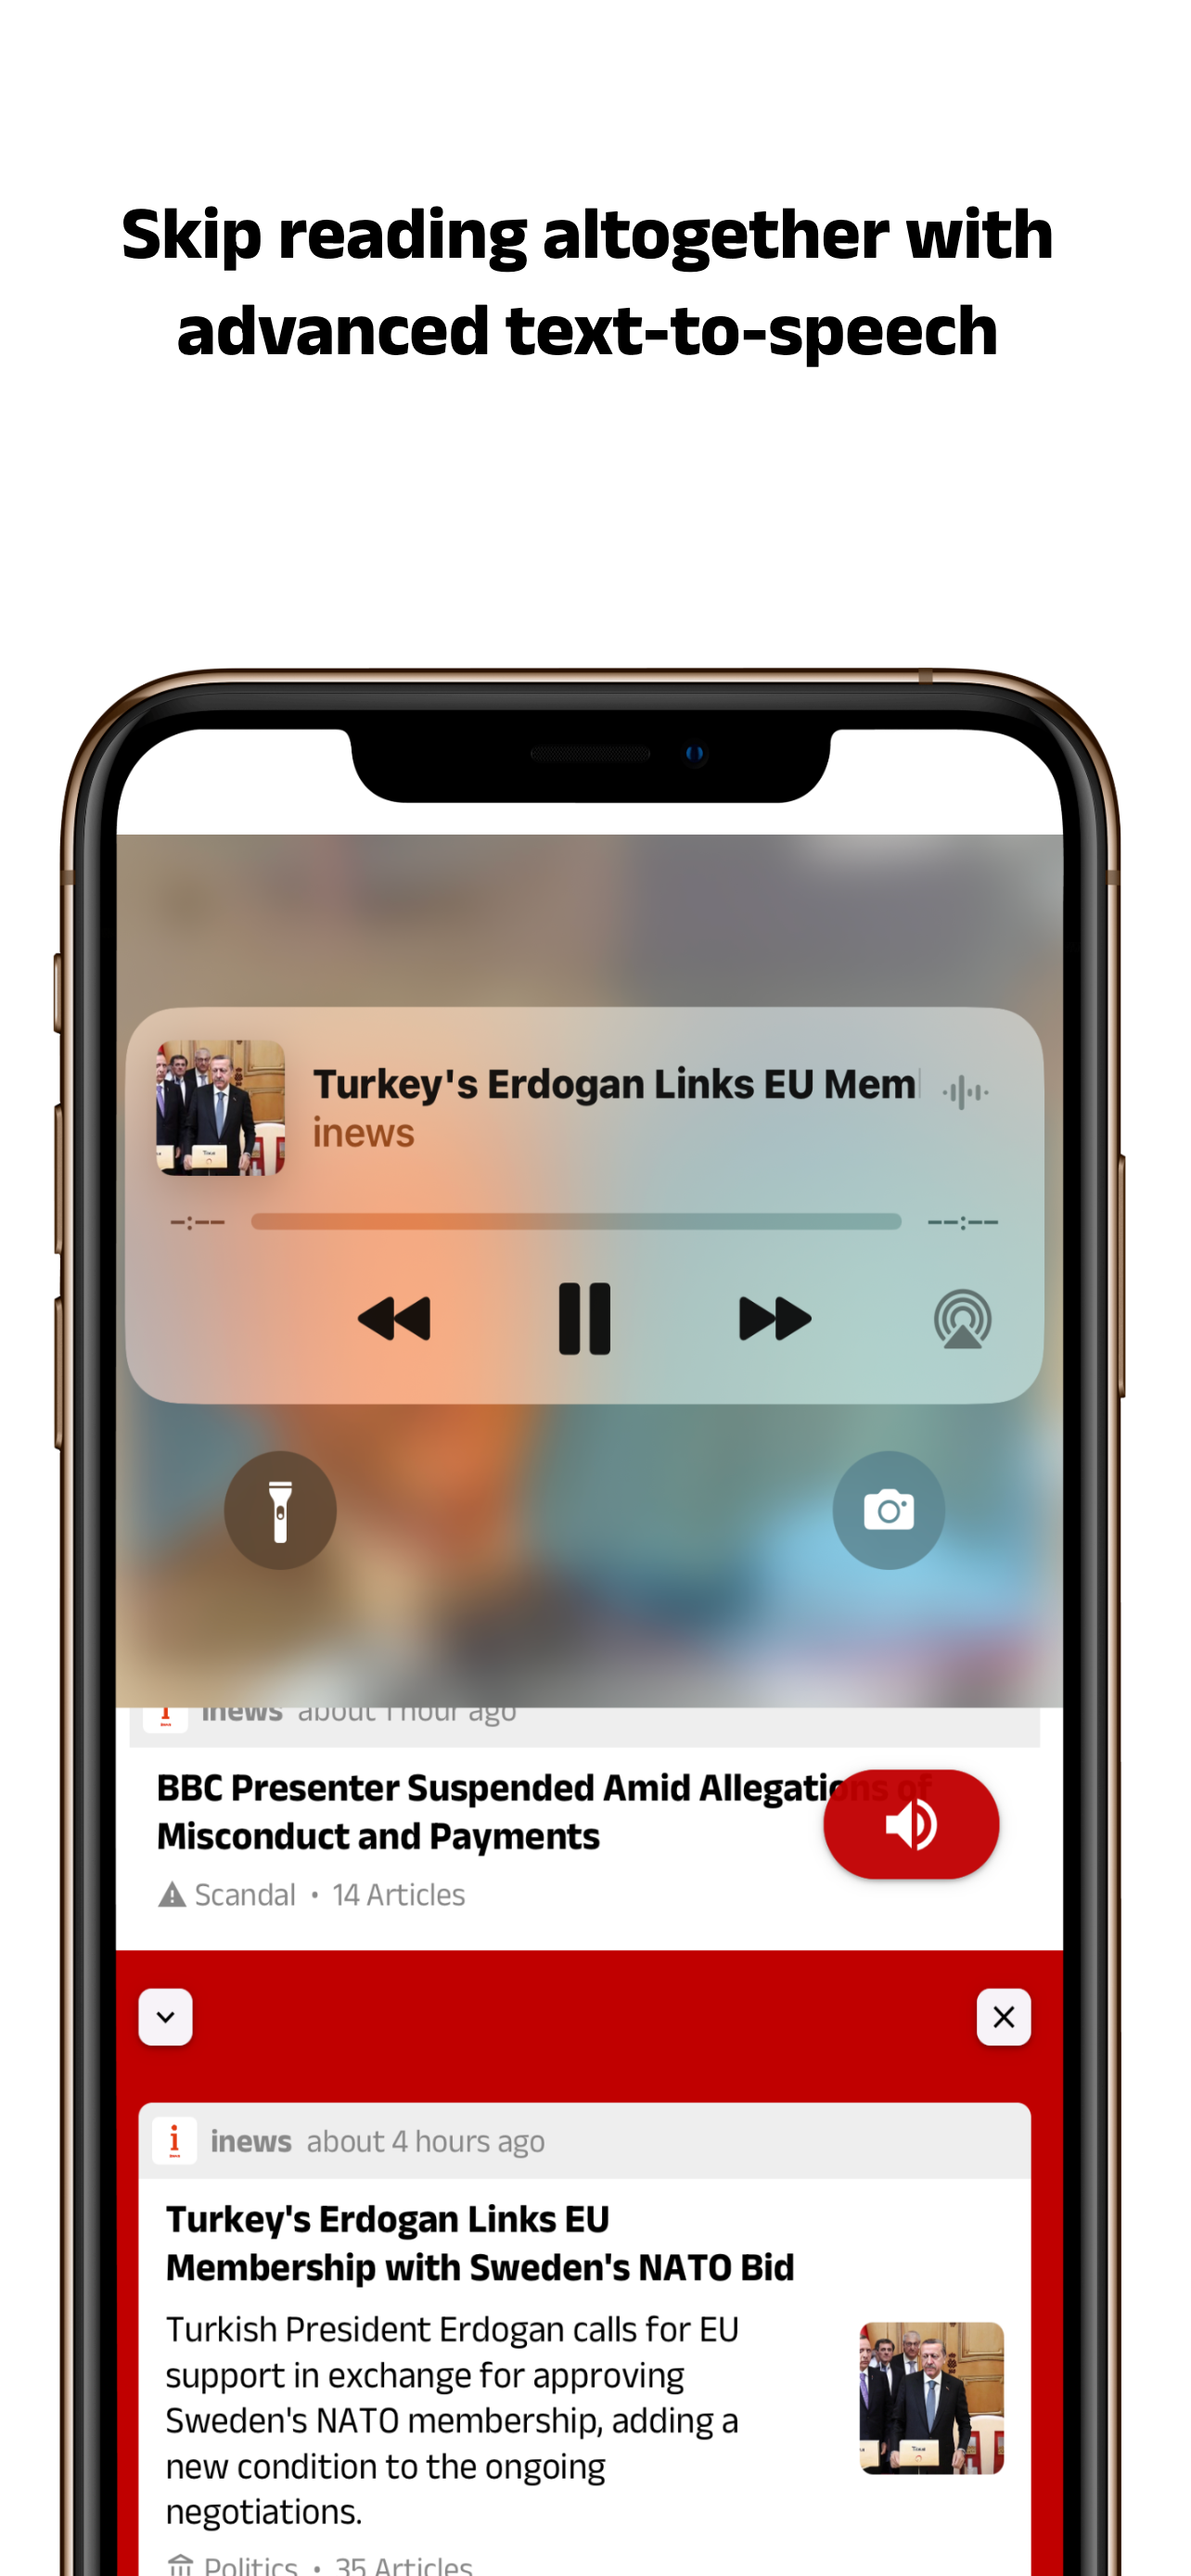 Skip reading altogether with
advanced text-to-speech
Turkey's Erdogan Links EU Mem
inews
-:-- --:--
inews about 1 hour ago
BBC Presenter Suspended Amid Allegations of
Misconduct and Payments
Scandal • 14 Articles
i
inews about 4 hours ago
Turkey's Erdogan Links EU
Membership with Sweden's NATO Bid
Turkish President Erdogan calls for EU
support in exchange for approving
Sweden's NATO membership, adding a
new condition to the ongoing
negotiations.
Politics • 35 Articles